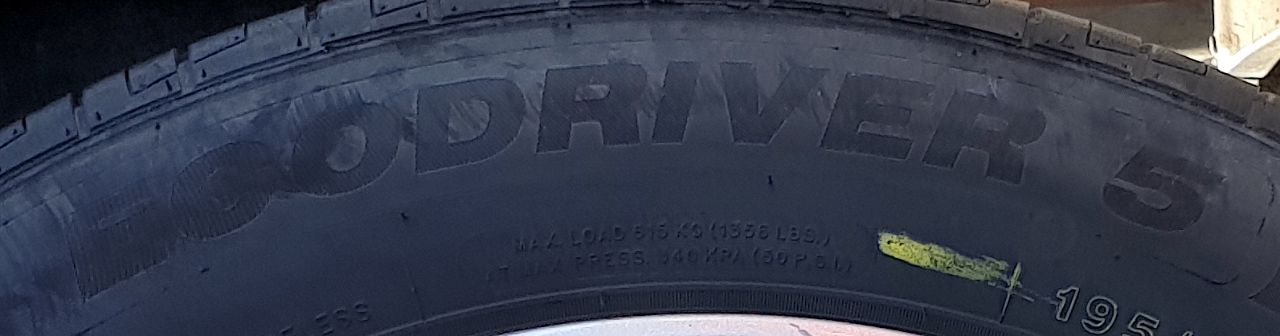 ECODRIVER 5
MAX. LOAD 615 KG (1356 LBS.)
AT MAX PRESS. 340 KPA (50 P.S.I.)
195